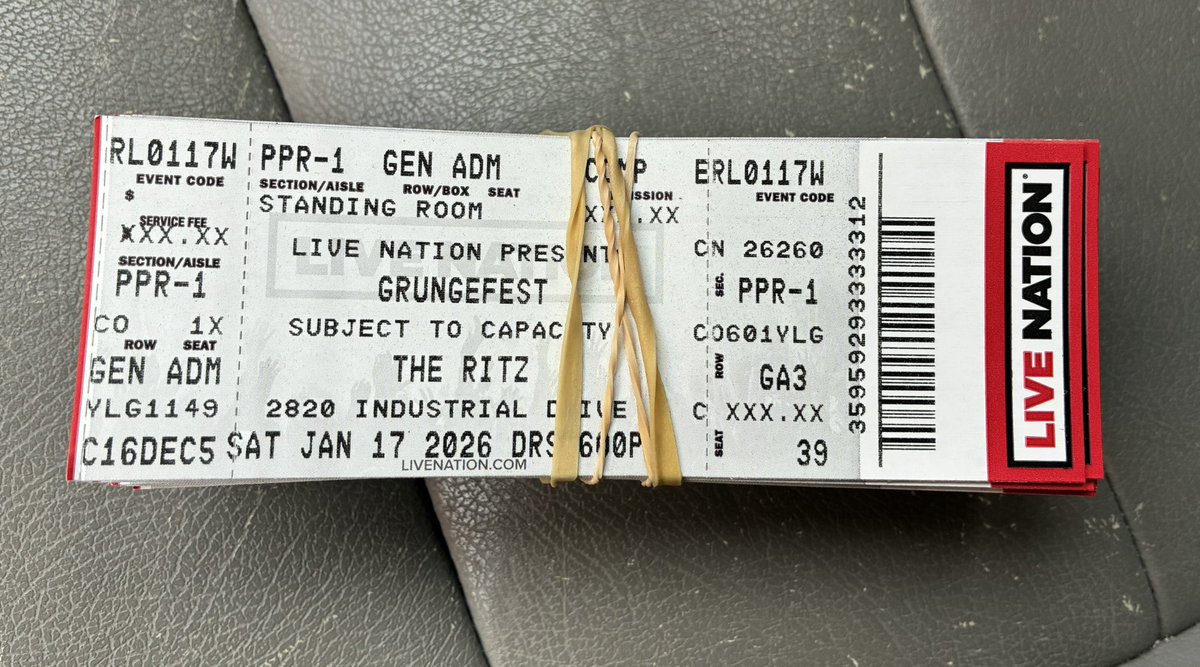 RL0117W
EVENT CODE
$
SERVICE FEE
XXX.XX
SECTION/AISLE
PPR-1
CO 1X
ROW SEAT
GEN ADM
YLG1149
C16DEC5
PPR-1 GEN ADM
SECTION/AISLE ROW/BOX SEAT
STANDING ROOM
LIVE NATION
LIVE NATION PRESENT
GRUNGEFEST
SUBJECT TO CAPACITY
THE RITZ
2820 INDUSTRIAL DRIVE
SAT JAN 17 2026 DRS 600P
LIVENATION.COM
ERL0117W
EVENT CODE
CN 26260
SEC. PPR-1
CO601YLG
ROW GA3
C XXX.XX
SEAT 39
359592933333312
LIVE NATION